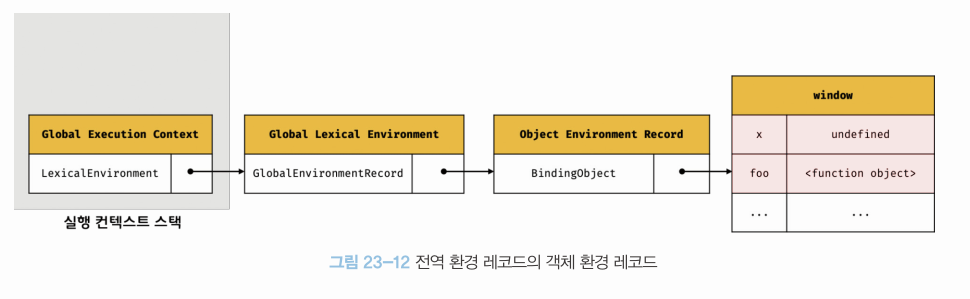 Global Execution Context
LexicalEnvironment
실행 컨텍스트 스택
Global Lexical Environment
GlobalEnvironmentRecord
Object Environment Record
BindingObject
window
x undefined
foo <function object>
... ...
그림 23-12 전역 환경 레코드의 객체 환경 레코드